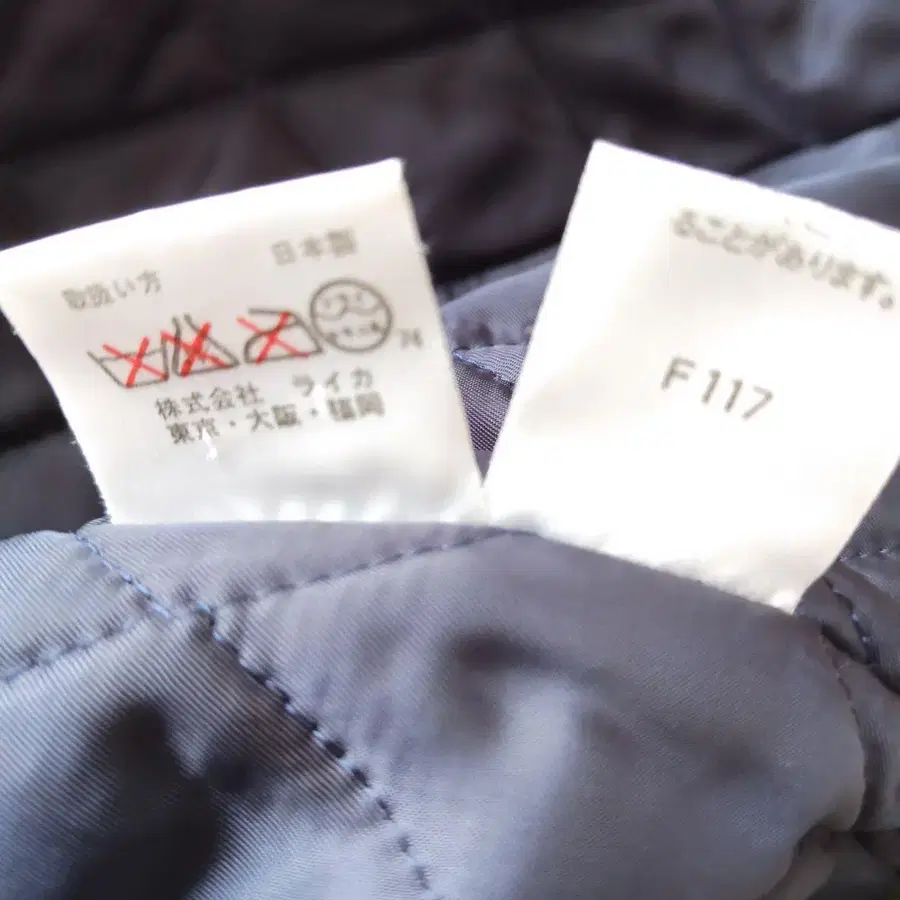 取扱い方 日本製
株式会社 ライカ
東京・大阪・福岡
ることがあります。
F117